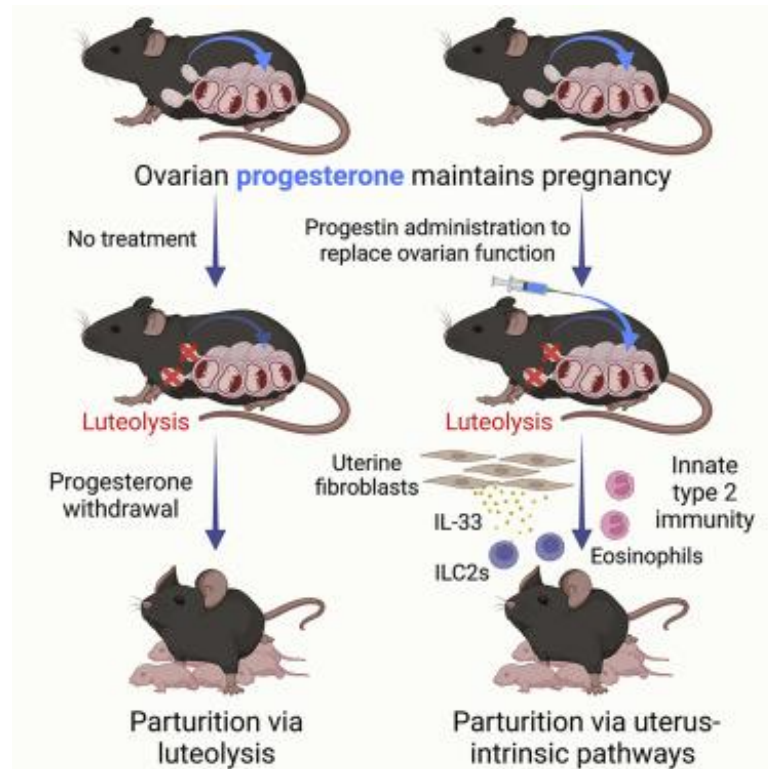 Ovarian progesterone maintains pregnancy
No treatment
Progestin administration to
replace ovarian function
Luteolysis
Luteolysis
Progesterone
withdrawal
Uterine
fibroblasts
IL-33
ILC2s
Innate
type 2
immunity
Eosinophils
Parturition via
luteolysis
Parturition via uterus-
intrinsic pathways